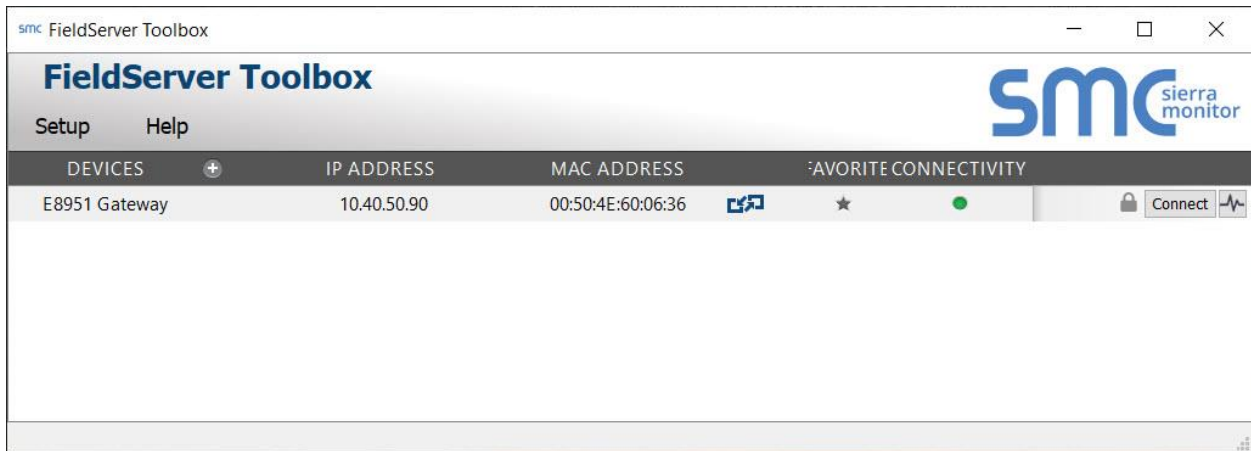 smc FieldServer Toolbox
FieldServer Toolbox
smc sierra monitor
Setup Help
DEVICES IP ADDRESS MAC ADDRESS FAVORITE CONNECTIVITY
E8951 Gateway 10.40.50.90 00:50:4E:60:06:36 Connect